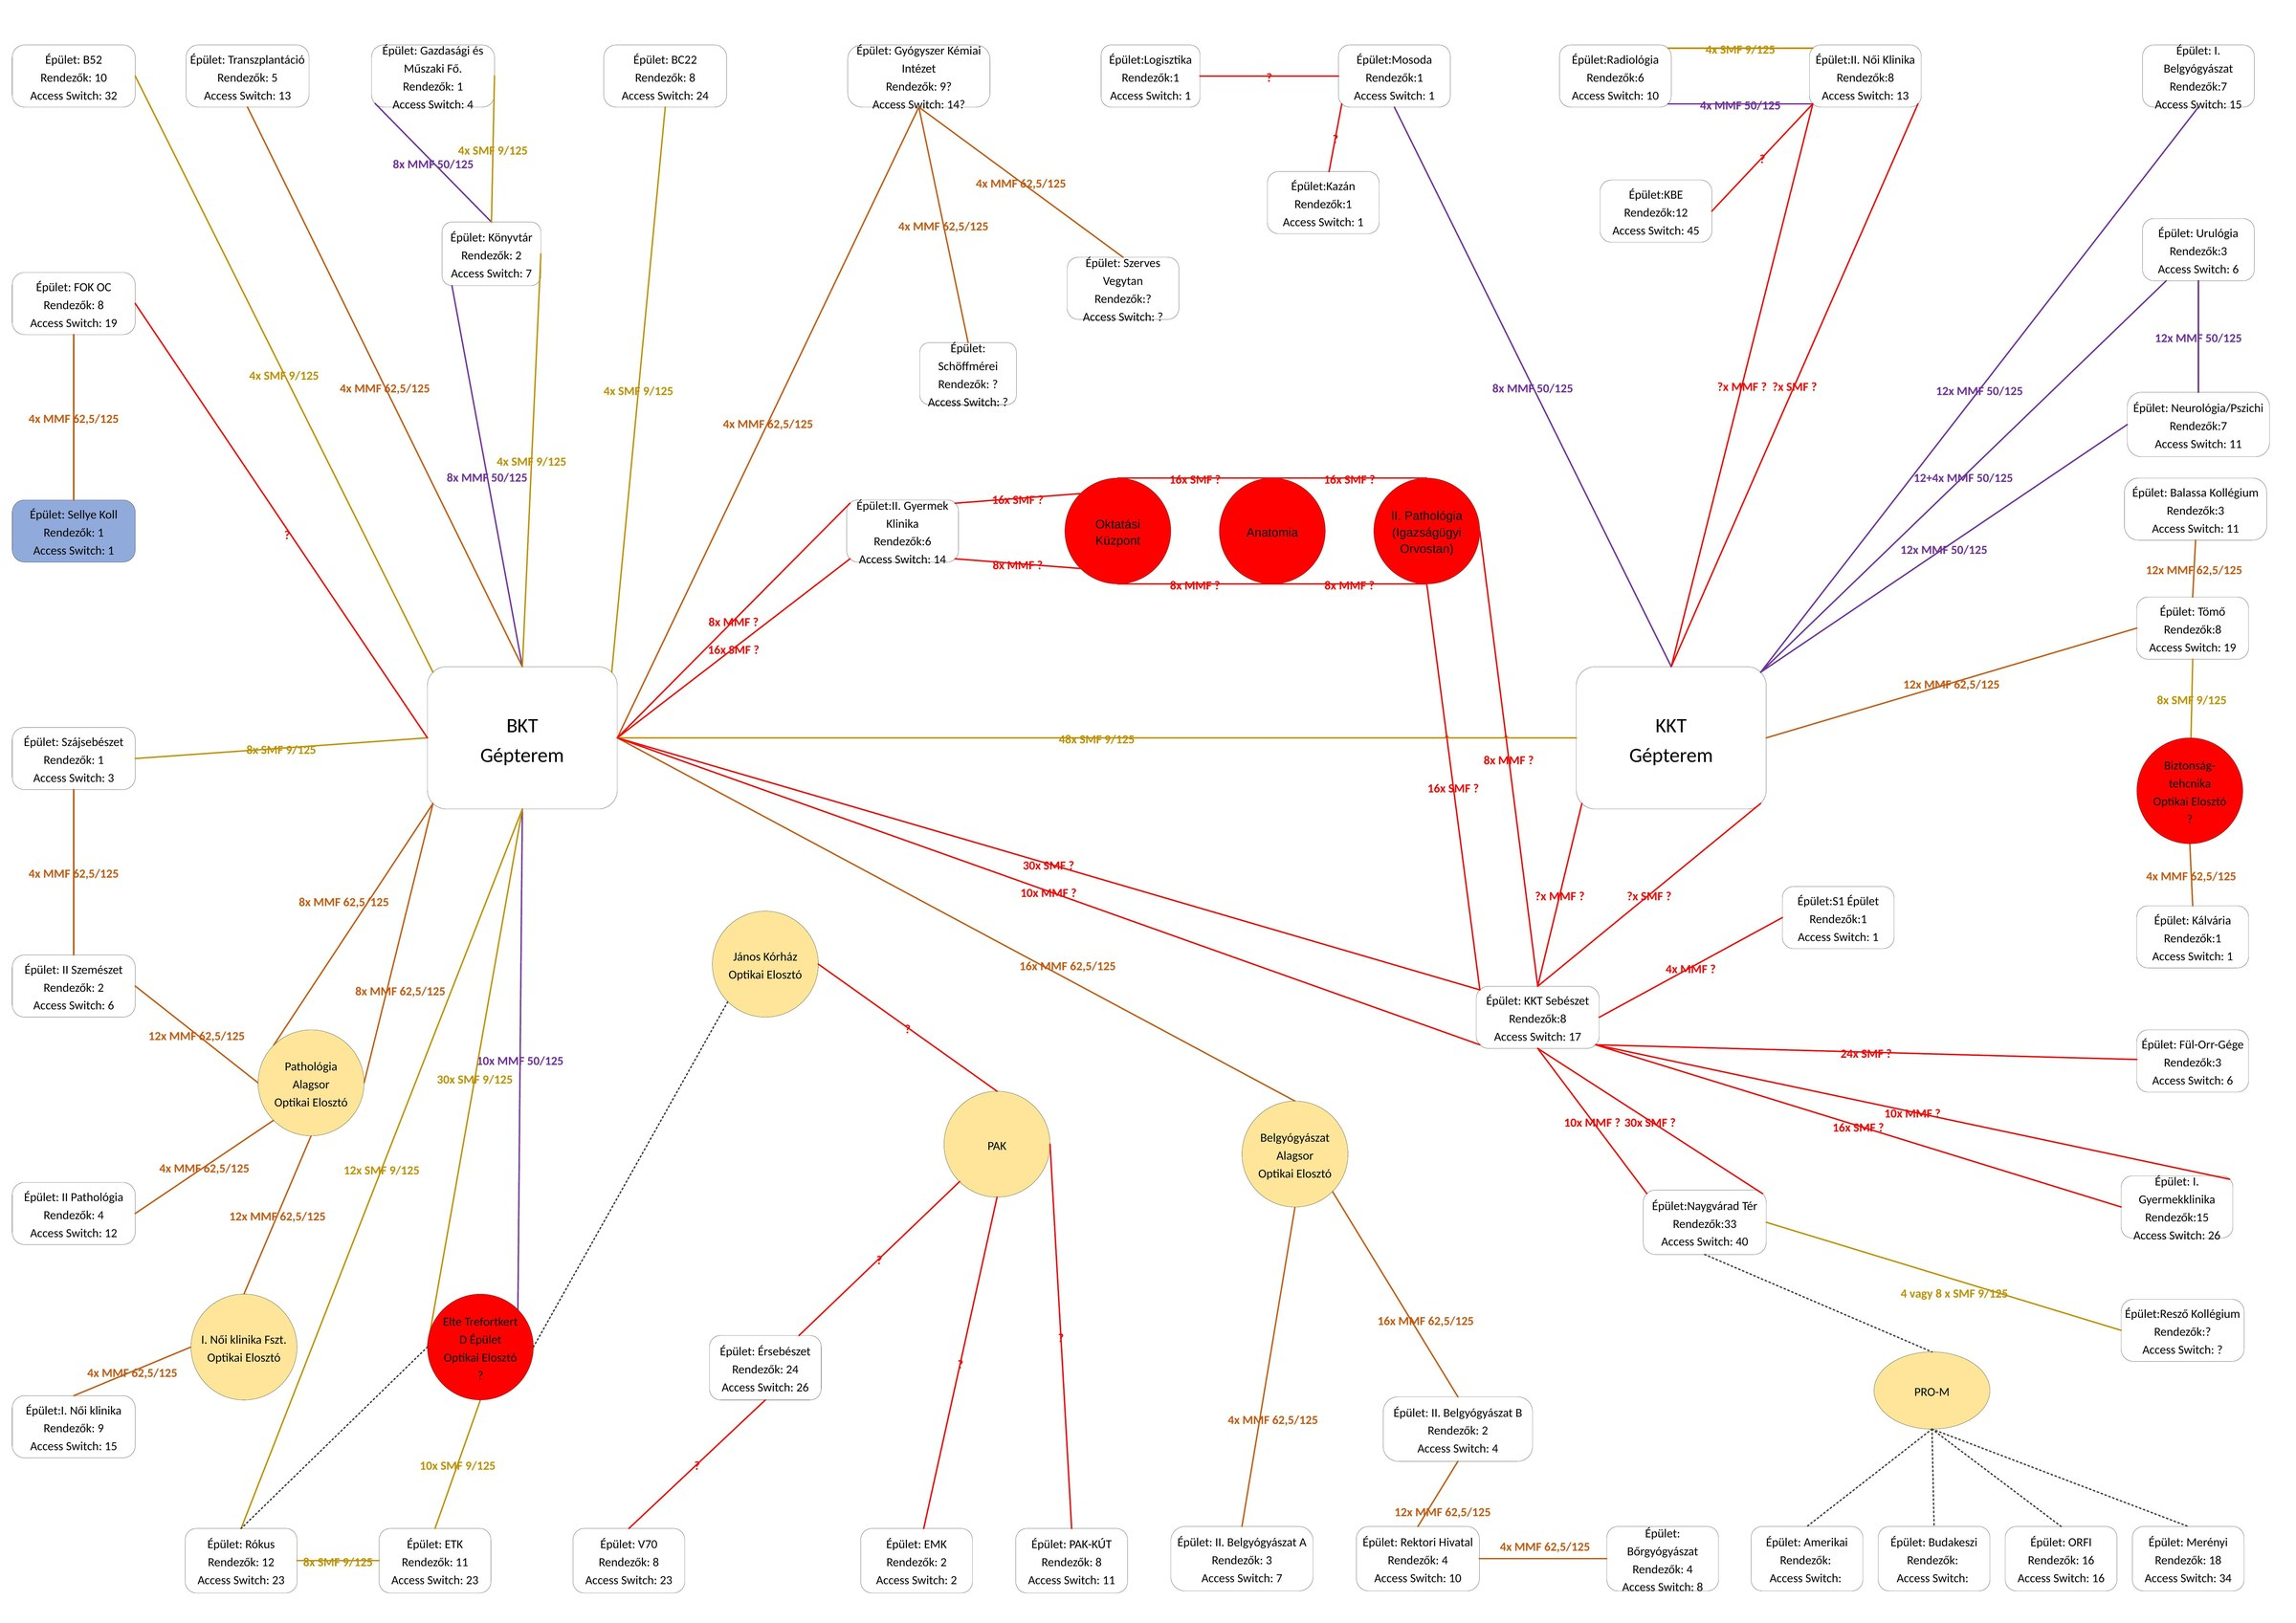 Épület: B52
Rendezők: 10
Access Switch: 32
Épület: Transzplantáció
Rendezők: 5
Access Switch: 13
Épület: Gazdasági és
Műszaki Fő.
Rendezők: 1
Access Switch: 4
Épület: BC22
Rendezők: 8
Access Switch: 24
Épület: Gyógyszer Kémiai
Intézet
Rendezők: 9?
Access Switch: 14?
Épület:Logisztika
Rendezők:1
Access Switch: 1
?
Épület:Mosoda
Rendezők:1
Access Switch: 1
Épület:Radiológia
Rendezők:6
Access Switch: 10
4x SMF 9/125
4x MMF 50/125
Épület:II. Női Klinika
Rendezők:8
Access Switch: 13
Épület: I.
Belgyógyászat
Rendezők:7
Access Switch: 15
4x SMF 9/125
8x MMF 50/125
?
?
4x MMF 62,5/125
4x MMF 62,5/125
Épület:Kazán
Rendezők:1
Access Switch: 1
Épület:KBE
Rendezők:12
Access Switch: 45
Épület: Könyvtár
Rendezők: 2
Access Switch: 7
Épület: Urulógia
Rendezők:3
Access Switch: 6
Épület: Szerves
Vegytan
Rendezők:?
Access Switch: ?
Épület: FOK OC
Rendezők: 8
Access Switch: 19
12x MMF 50/125
Épület:
Schöffmérei
Rendezők: ?
Access Switch: ?
4x SMF 9/125
4x MMF 62,5/125
4x SMF 9/125
8x MMF 50/125
?x MMF ?
?x SMF ?
12x MMF 50/125
4x MMF 62,5/125
4x MMF 62,5/125
Épület: Neurológia/Pszichi
Rendezők:7
Access Switch: 11
4x SMF 9/125
8x MMF 50/125
12+4x MMF 50/125
16x SMF ?
16x SMF ?
16x SMF ?
Épület: Balassa Kollégium
Rendezők:3
Access Switch: 11
Épület: Sellye Koll
Rendezők: 1
Access Switch: 1
?
Épület:II. Gyermek
Klinika
Rendezők:6
Access Switch: 14
Oktatási
Központ
Anatomia
II. Pathológia
(Igazságügyi
Orvostan)
12x MMF 50/125
8x MMF ?
8x MMF ?
8x MMF ?
12x MMF 62,5/125
Épület: Tömő
Rendezők:8
Access Switch: 19
8x MMF ?
16x SMF ?
12x MMF 62,5/125
8x SMF 9/125
BKT
Gépterem
KKT
Gépterem
48x SMF 9/125
Épület: Szájsebészet
Rendezők: 1
Access Switch: 3
8x SMF 9/125
8x MMF ?
16x SMF ?
Biztonság-
tehcnika
Optikai Elosztó
?
4x MMF 62,5/125
30x SMF ?
10x MMF ?
?x MMF ?
?x SMF ?
4x MMF 62,5/125
8x MMF 62,5/125
Épület:S1 Épület
Rendezők:1
Access Switch: 1
Épület: Kálvária
Rendezők:1
Access Switch: 1
János Kórház
Optikai Elosztó
16x MMF 62,5/125
4x MMF ?
Épület: II Szemészet
Rendezők: 2
Access Switch: 6
8x MMF 62,5/125
12x MMF 62,5/125
Épület: KKT Sebészet
Rendezők:8
Access Switch: 17
?
24x SMF ?
Épület: Fül-Orr-Gége
Rendezők:3
Access Switch: 6
Pathológia
Alagsor
Optikai Elosztó
10x MMF 50/125
30x SMF 9/125
PAK
Belgyógyászat
Alagsor
Optikai Elosztó
10x MMF ?
30x SMF ?
10x MMF ?
16x SMF ?
4x MMF 62,5/125
12x SMF 9/125
Épület: II Pathológia
Rendezők: 4
Access Switch: 12
12x MMF 62,5/125
Épület:Naygvárad Tér
Rendezők:33
Access Switch: 40
Épület: I.
Gyermekklinika
Rendezők:15
Access Switch: 26
?
4 vagy 8 x SMF 9/125
I. Női klinika Fszt.
Optikai Elosztó
Elte Trefortkert
D Épület
Optikai Elosztó
?
?
16x MMF 62,5/125
Épület:Resző Kollégium
Rendezők:?
Access Switch: ?
4x MMF 62,5/125
Épület: Érsebészet
Rendezők: 24
Access Switch: 26
?
PRO-M
Épület:I. Női klinika
Rendezők: 9
Access Switch: 15
4x MMF 62,5/125
Épület: II. Belgyógyászat B
Rendezők: 2
Access Switch: 4
10x SMF 9/125
?
12x MMF 62,5/125
Épület: Rókus
Rendezők: 12
Access Switch: 23
8x SMF 9/125
Épület: ETK
Rendezők: 11
Access Switch: 23
Épület: V70
Rendezők: 8
Access Switch: 23
Épület: EMK
Rendezők: 2
Access Switch: 2
Épület: PAK-KÚT
Rendezők: 8
Access Switch: 11
Épület: II. Belgyógyászat A
Rendezők: 3
Access Switch: 7
Épület: Rektori Hivatal
Rendezők: 4
Access Switch: 10
4x MMF 62,5/125
Épület:
Bőrgyógyászat
Rendezők: 4
Access Switch: 8
Épület: Amerikai
Rendezők:
Access Switch:
Épület: Budakeszi
Rendezők:
Access Switch:
Épület: ORFI
Rendezők: 16
Access Switch: 16
Épület: Merényi
Rendezők: 18
Access Switch: 34